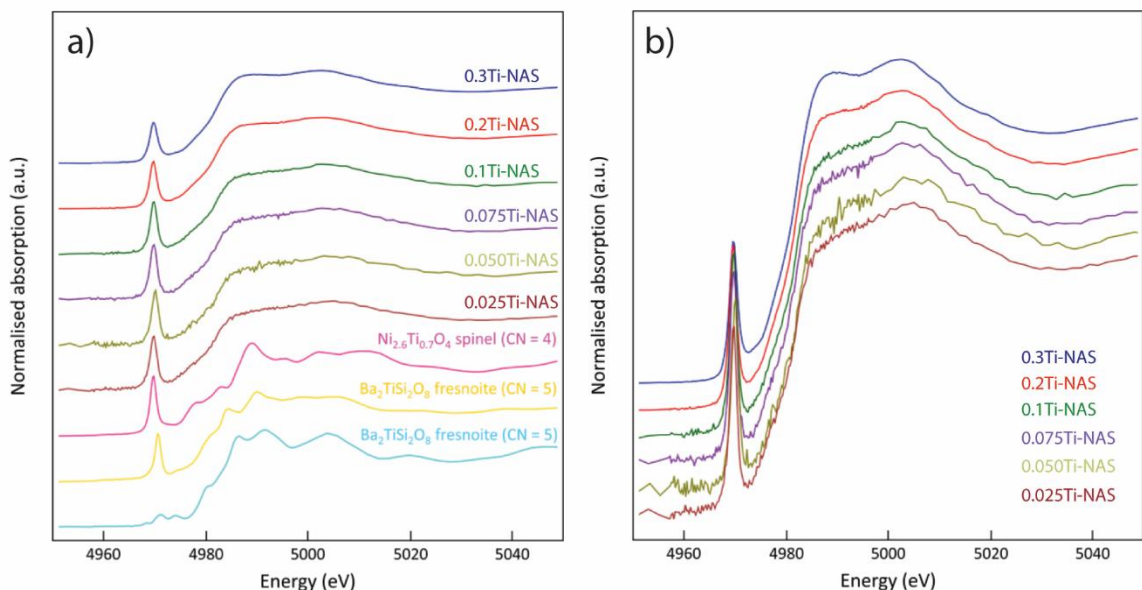 a)
0.3Ti-NAS
0.2Ti-NAS
0.1Ti-NAS
0.075Ti-NAS
0.050Ti-NAS
0.025Ti-NAS
Ni₂.₆Ti₀.₇O₄ spinel (CN = 4)
Ba₂TiSi₂O₈ fresnoite (CN = 5)
Ba₂TiSi₂O₈ fresnoite (CN = 5)
Normalised absorption (a.u.)
4960 4980 5000 5020 5040
Energy (eV)
b)
0.3Ti-NAS
0.2Ti-NAS
0.1Ti-NAS
0.075Ti-NAS
0.050Ti-NAS
0.025Ti-NAS
Normalised absorption (a.u.)
4960 4980 5000 5020 5040
Energy (eV)